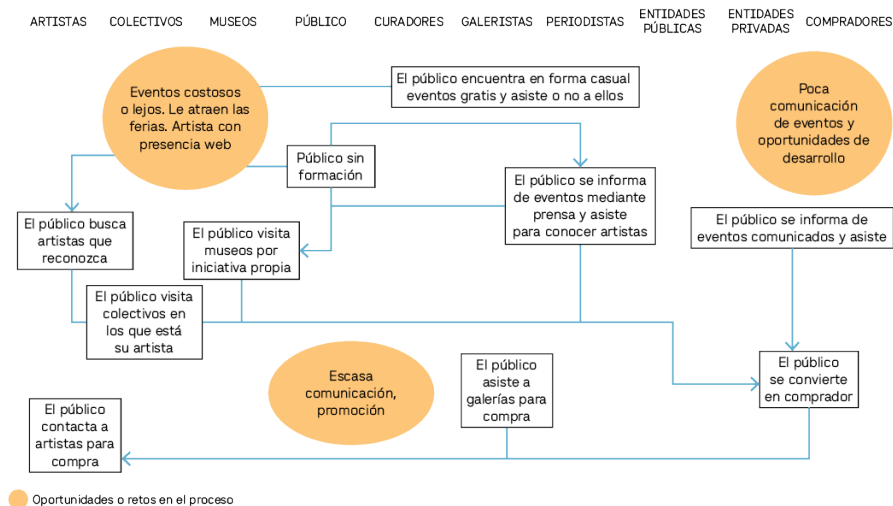 ARTISTAS COLECTIVOS MUSEOS PÚBLICO CURADORES GALERISTAS PERIODISTAS ENTIDADES PÚBLICAS ENTIDADES PRIVADAS COMPRADORES
Eventos costosos
o lejos. Le atraen las
ferias. Artista con
presencia web
El público encuentra en forma casual
eventos gratis y asiste o no a ellos
Poca
comunicación
de eventos y
oportunidades de
desarrollo
Público sin
formación
El público se informa
de eventos mediante
prensa y asiste
para conocer artistas
El público busca
artistas que
reconozca
El público visita
museos por
iniciativa propia
El público se informa de
eventos comunicados y asiste
El público visita
colectivos en
los que está
su artista
Escasa
comunicación,
promoción
El público
asiste a
galerías para
compra
El público
se convierte
en comprador
El público
contacta a
artistas para
compra
Oportunidades o retos en el proceso